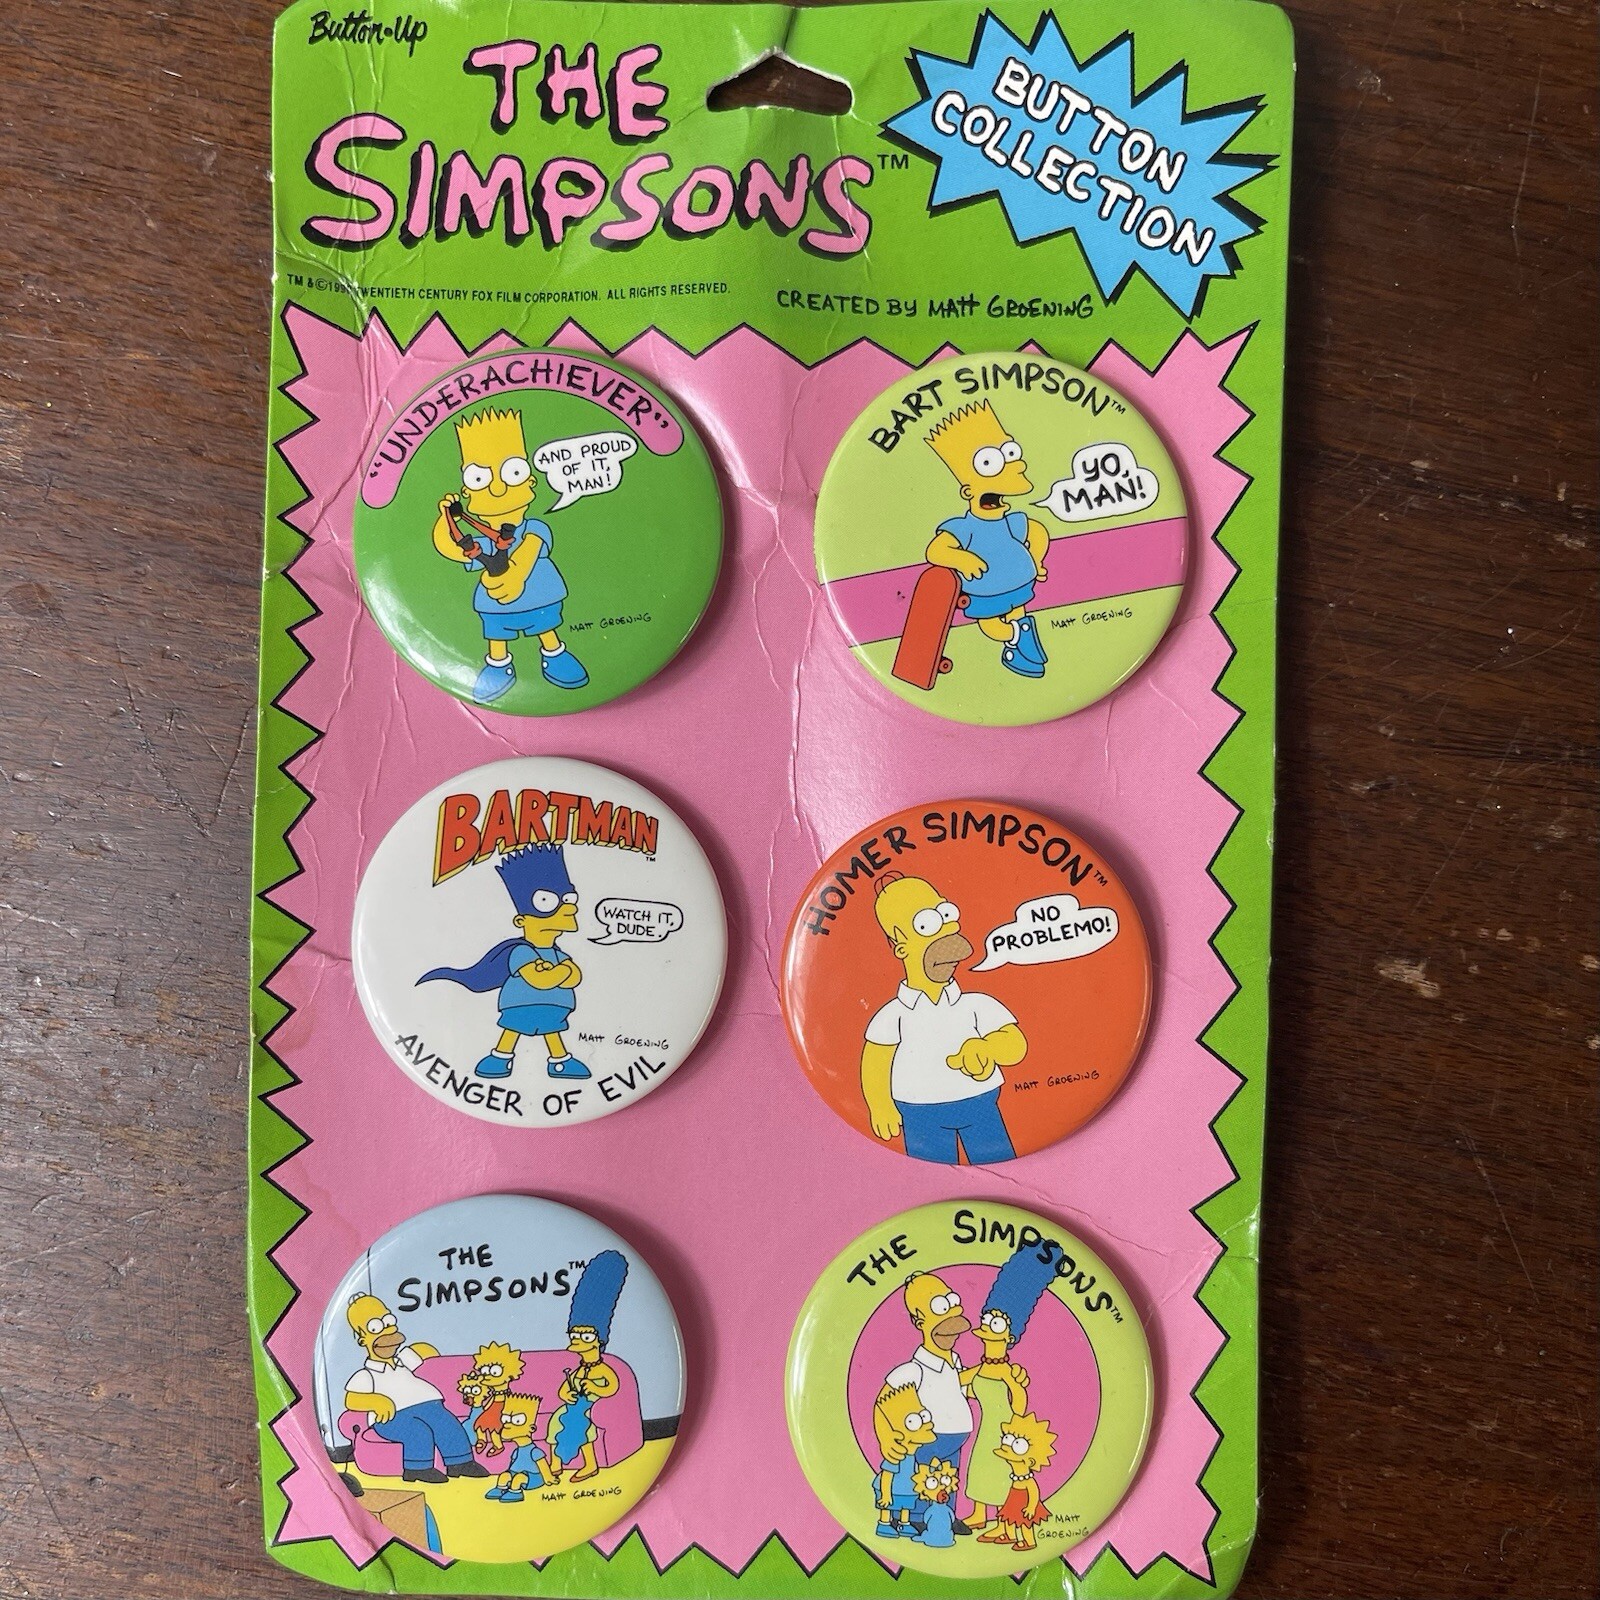 Button-Up
THE
SIMPSONS™
BUTTON
COLLECTION
TM & © TWENTIETH CENTURY FOX FILM CORPORATION. ALL RIGHTS RESERVED.
CREATED BY MATT GROENING
"UNDERACHIEVER"
AND PROUD
OF IT,
MAN!
MATT GROENING
BART SIMPSON™
YO,
MAN!
MATT GROENING
BARTMAN™
WATCH IT,
DUDE.
MATT GROENING
AVENGER OF EVIL
HOMER SIMPSON™
NO
PROBLEMO!
MATT GROENING
THE
SIMPSONS™
MATT GROENING
THE SIMPSONS™
MATT
GROENING